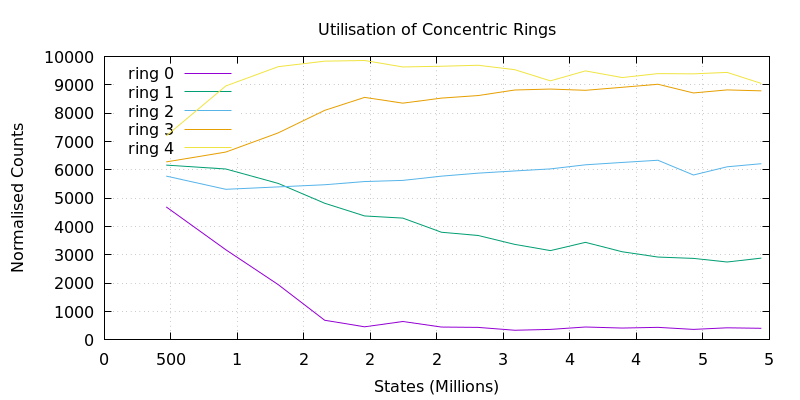 Utilisation of Concentric Rings
10000
9000
8000
7000
6000
5000
4000
3000
2000
1000
0
Normalised Counts
ring 0
ring 1
ring 2
ring 3
ring 4
0 500 1 2 2 2 3 4 4 5 5
States (Millions)